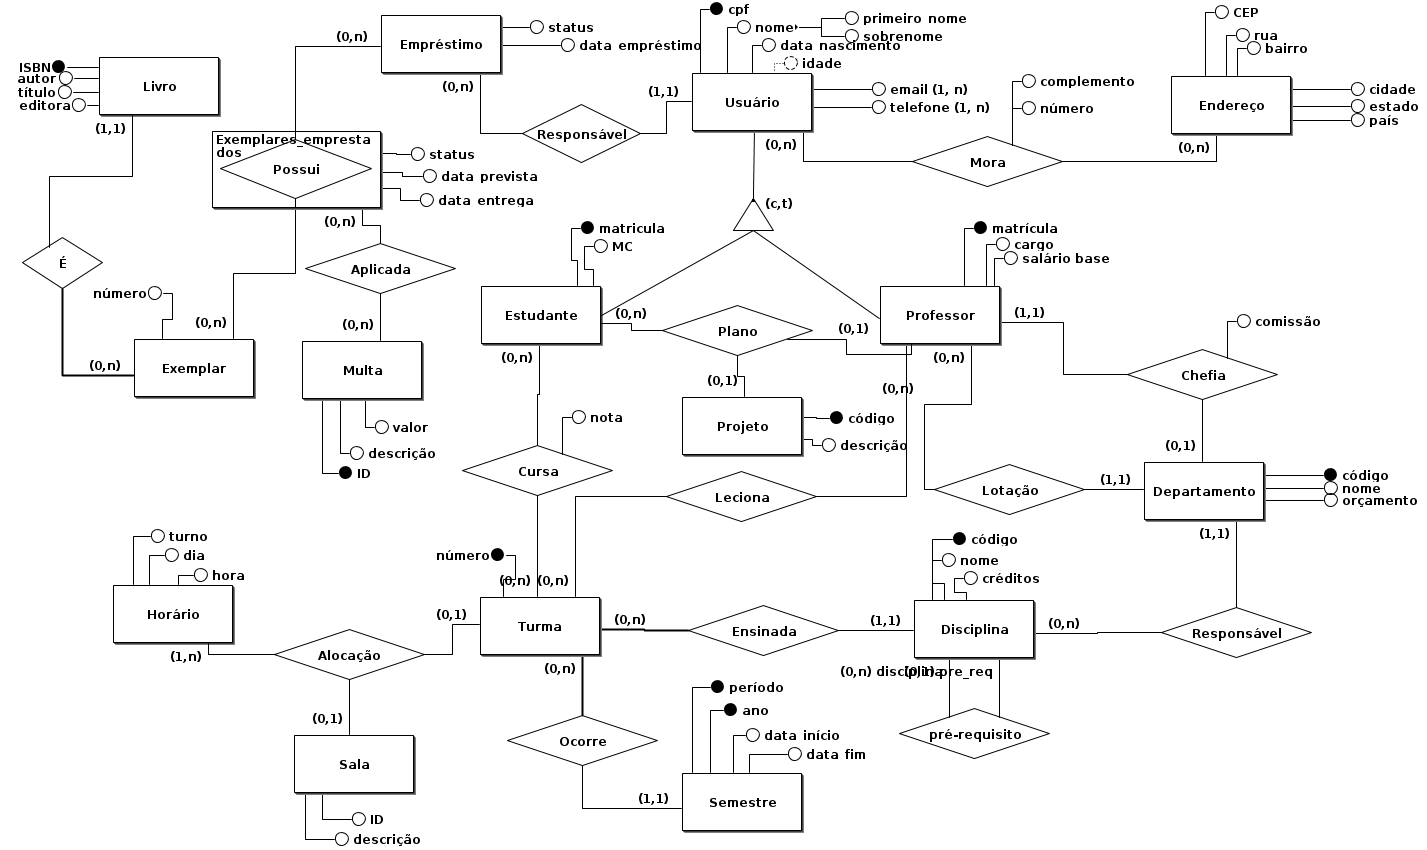 cpf
nome
primeiro nome
sobrenome
data nascimento
idade
Usuário
email (1, n)
telefone (1, n)
CEP
rua
bairro
Endereço
cidade
estado
país
complemento
número
Mora
(0,n)
(0,n)
Empréstimo
status
data empréstimo
(0,n)
(0,n)
Responsável
(1,1)
ISBN
autor
título
editora
Livro
(1,1)
Exemplares_empresta
dos
Possui
status
data prevista
data entrega
(0,n)
É
Aplicada
número
(0,n)
(0,n)
(0,n)
Exemplar
Multa
valor
descrição
ID
(c,t)
matricula
MC
Estudante
(0,n)
(0,n)
Plano
(0,1)
(0,1)
Projeto
código
descrição
matrícula
cargo
salário base
Professor
(1,1)
(0,n)
(0,n)
comissão
Chefia
(0,1)
Lotação
(1,1)
Departamento
código
nome
orçamento
(1,1)
nota
Cursa
Leciona
turno
dia
hora
Horário
(1,n)
Alocação
(0,1)
(0,1)
Sala
ID
descrição
número
(0,n)
(0,n)
Turma
(0,n)
(0,n)
Ensinada
(1,1)
código
nome
créditos
Disciplina
(0,n)
Responsável
(0,n) disciplina
(0,1) pre_req
pré-requisito
Ocorre
(1,1)
período
ano
data início
data fim
Semestre